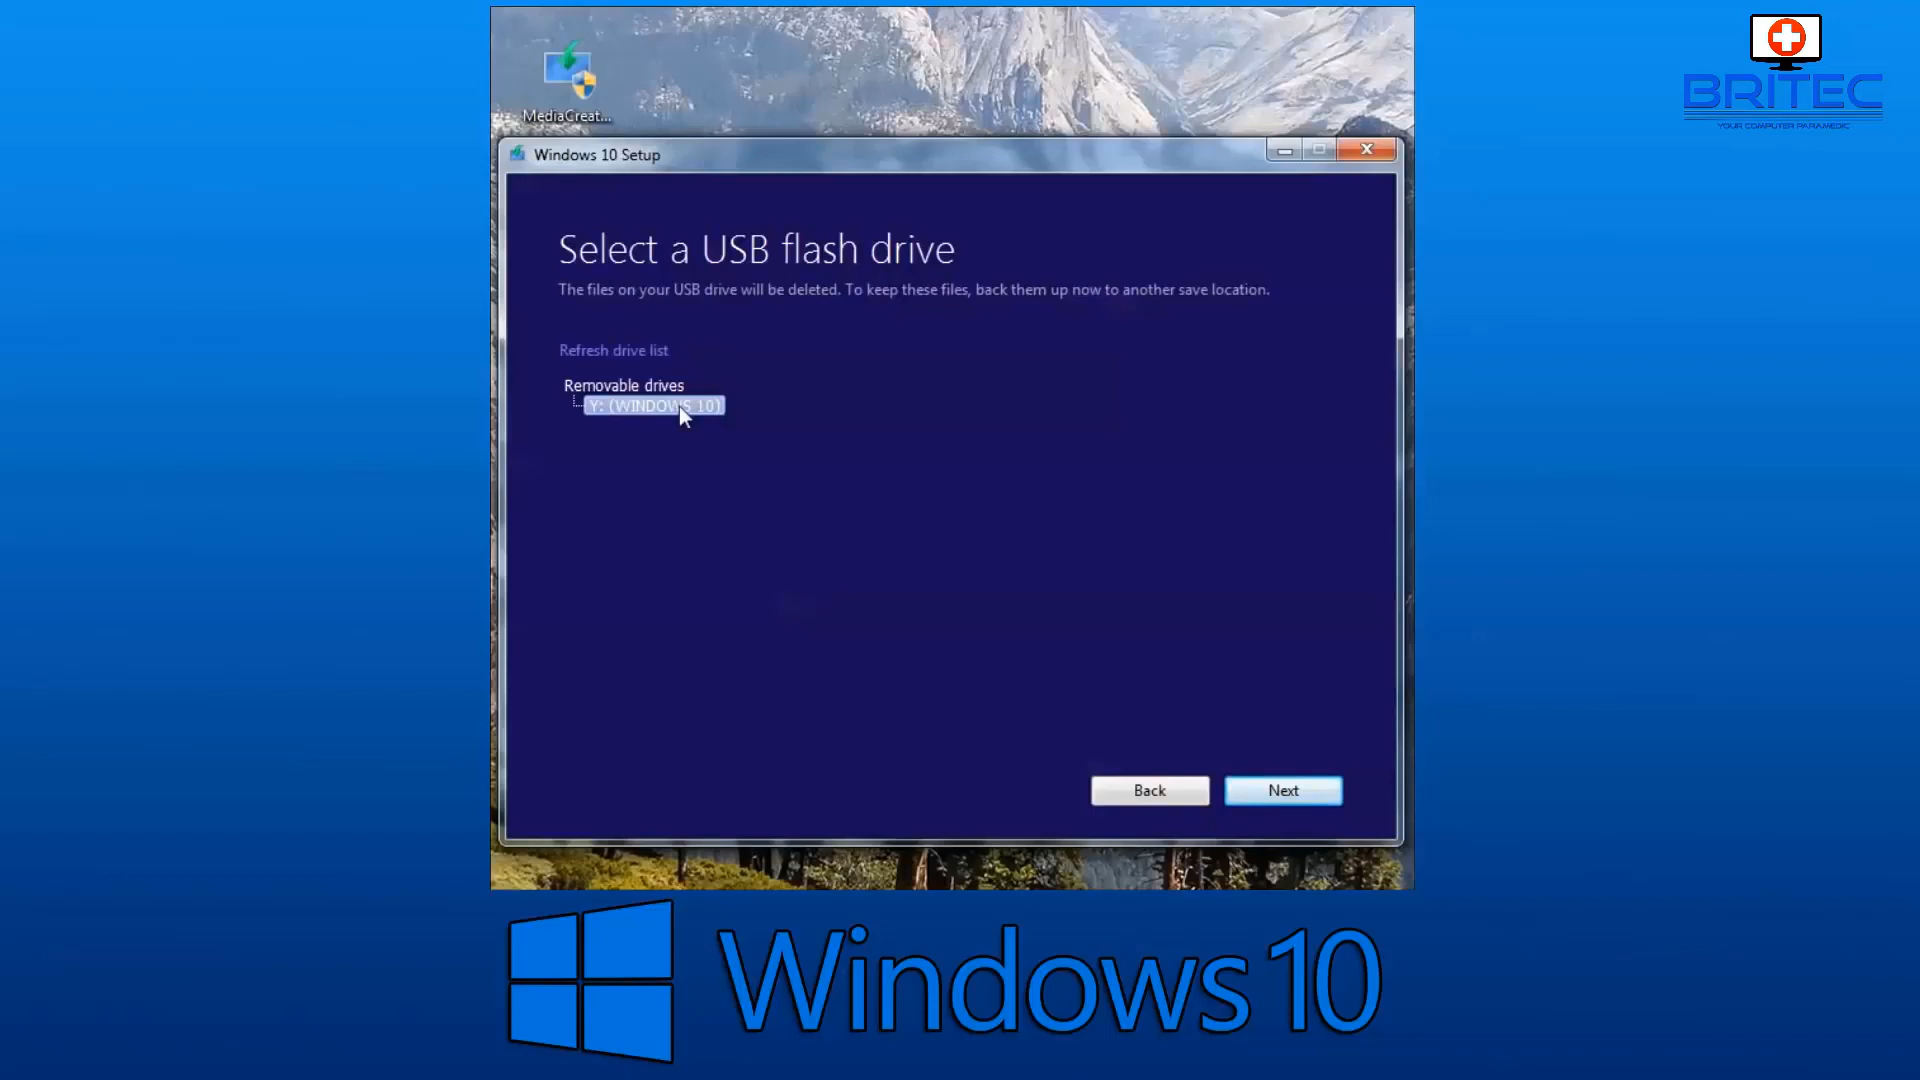 MediaCreat...
BRITEC
YOUR COMPUTER PARAMEDIC
Windows 10 Setup
Select a USB flash drive
The files on your USB drive will be deleted. To keep these files, back them up now to another save location.
Refresh drive list
Removable drives
Y: (WINDOWS 10)
Back
Next
Windows 10